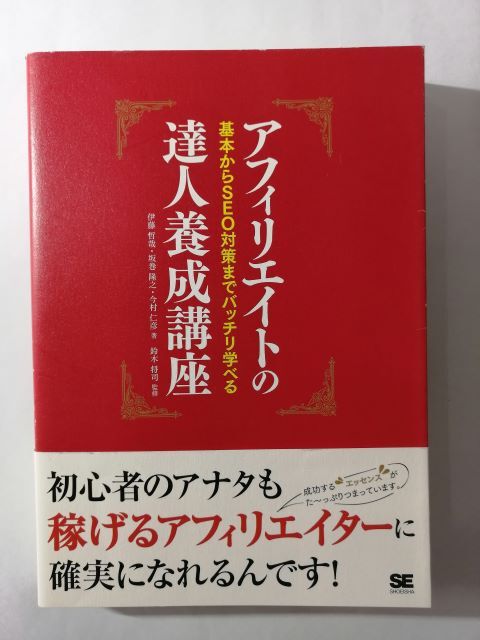 アフィリエイトの
基本からSEO対策までバッチリ学べる
達人養成講座
伊藤 哲哉・坂巻 隆之・今村 仁彦 著 鈴木 将司 監修
初心者のアナタも
成功するエッセンスが
た〜っぷりつまっています。
稼げるアフィリエイターに
確実になれるんです!
SE
SHOEISHA